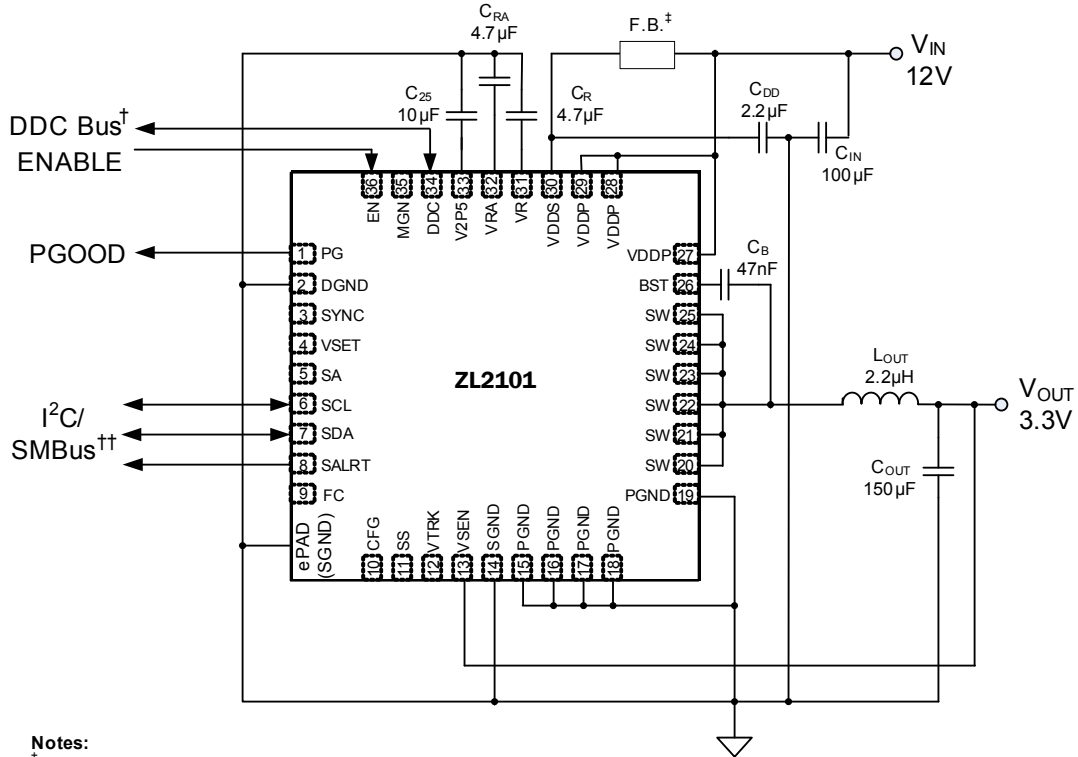 C_RA
4.7µF
F.B.‡
V_IN
12V
C_25
10µF
C_R
4.7µF
C_DD
2.2µF
C_IN
100µF
DDC Bus†
ENABLE
36 35 34 33 32 31 30 29 28
EN MGN DDC V2P5 VRA VR VDDS VDDP VDDP
PGOOD
1 PG
2 DGND
3 SYNC
4 VSET
5 SA
I²C/
SMBus††
6 SCL
7 SDA
8 SALRT
9 FC
ePAD
(SGND)
ZL2101
VDDP 27
BST 26
C_B
47nF
SW 25
SW 24
SW 23
SW 22
SW 21
SW 20
PGND 19
L_OUT
2.2µH
V_OUT
3.3V
C_OUT
150µF
CFG SS VTRK VSEN SGND PGND PGND PGND PGND
10 11 12 13 14 15 16 17 18
Notes:
‡